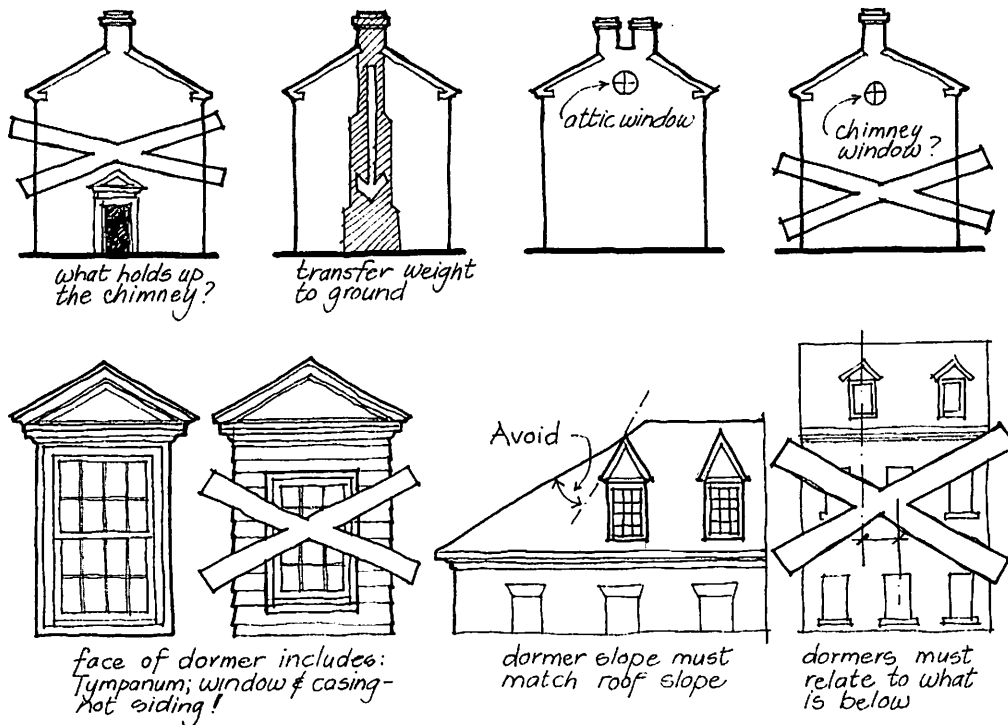 attic window
chimney
window?
what holds up
the chimney?
transfer weight
to ground
Avoid
face of dormer includes:
Tympanum; window & casing-
not siding!
dormer slope must
match roof slope
dormers must
relate to what
is below